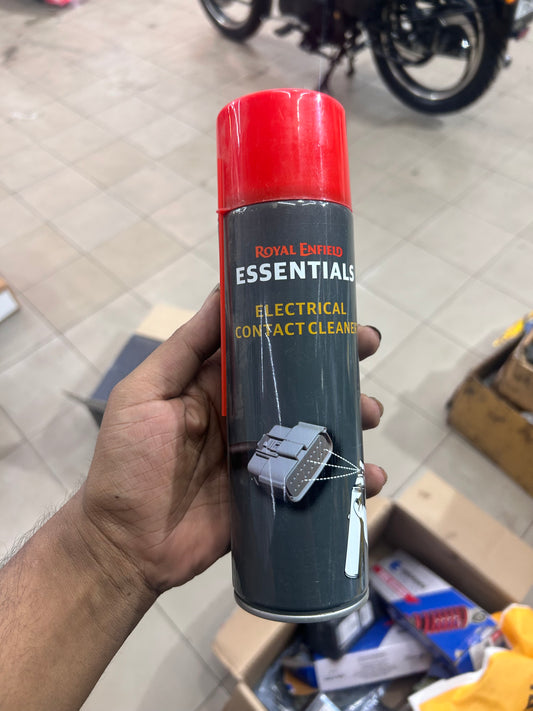 ROYAL ENFIELD
ESSENTIALS
ELECTRICAL
CONTACT CLEANER